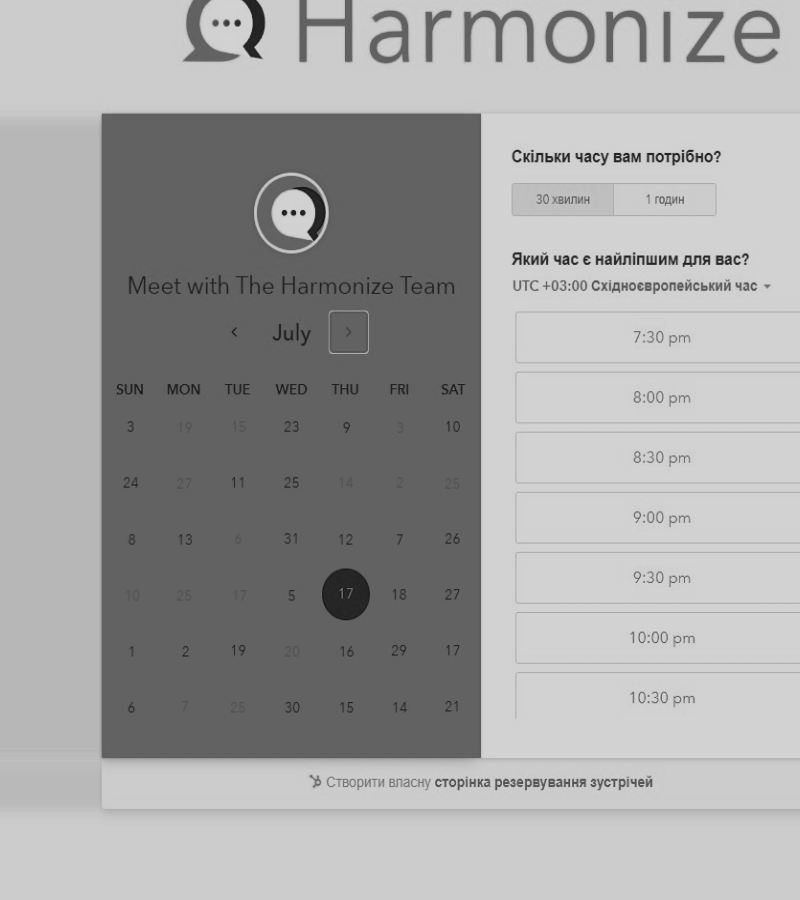 Harmonize
Meet with The Harmonize Team
July
SUN MON TUE WED THU FRI SAT
3 19 15 23 9 3 10
24 27 11 25 14 2 25
8 13 6 31 12 7 26
10 25 17 5 17 18 27
1 2 19 20 16 29 17
6 7 25 30 15 14 21
Скільки часу вам потрібно?
30 хвилин 1 годин
Який час є найліпшим для вас?
UTC +03:00 Східноєвропейський час
7:30 pm
8:00 pm
8:30 pm
9:00 pm
9:30 pm
10:00 pm
10:30 pm
Створити власну сторінка резервування зустрічей